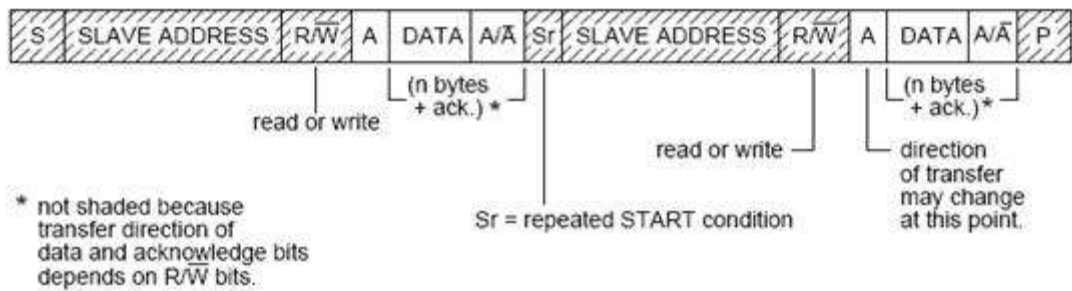 S SLAVE ADDRESS R/W̅ A DATA A/A̅ Sr SLAVE ADDRESS R/W̅ A DATA A/A̅ P
(n bytes
+ ack.) *
(n bytes
+ ack.) *
read or write
read or write
direction
of transfer
may change
at this point.
* not shaded because
transfer direction of
data and acknowledge bits
depends on R/W̅ bits.
Sr = repeated START condition